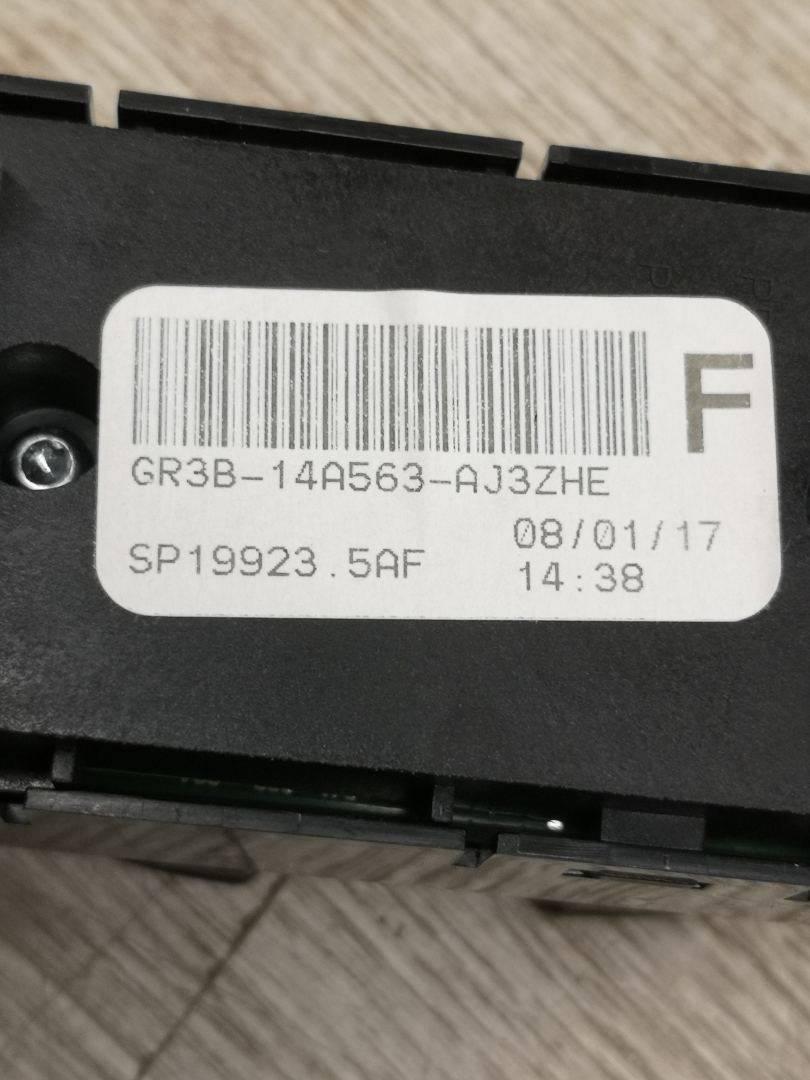 F
GR3B-14A563-AJ3ZHE
08/01/17
SP19923.5AF
14:38